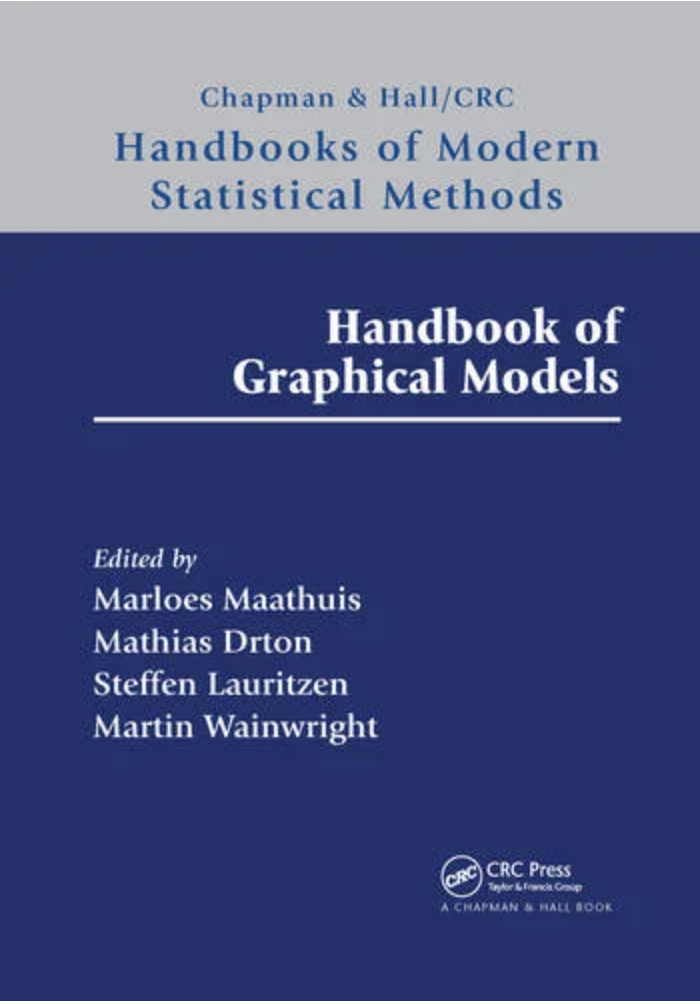 Chapman & Hall/CRC
Handbooks of Modern
Statistical Methods
Handbook of
Graphical Models
Edited by
Marloes Maathuis
Mathias Drton
Steffen Lauritzen
Martin Wainwright
CRC
CRC Press
Taylor & Francis Group
A CHAPMAN & HALL BOOK